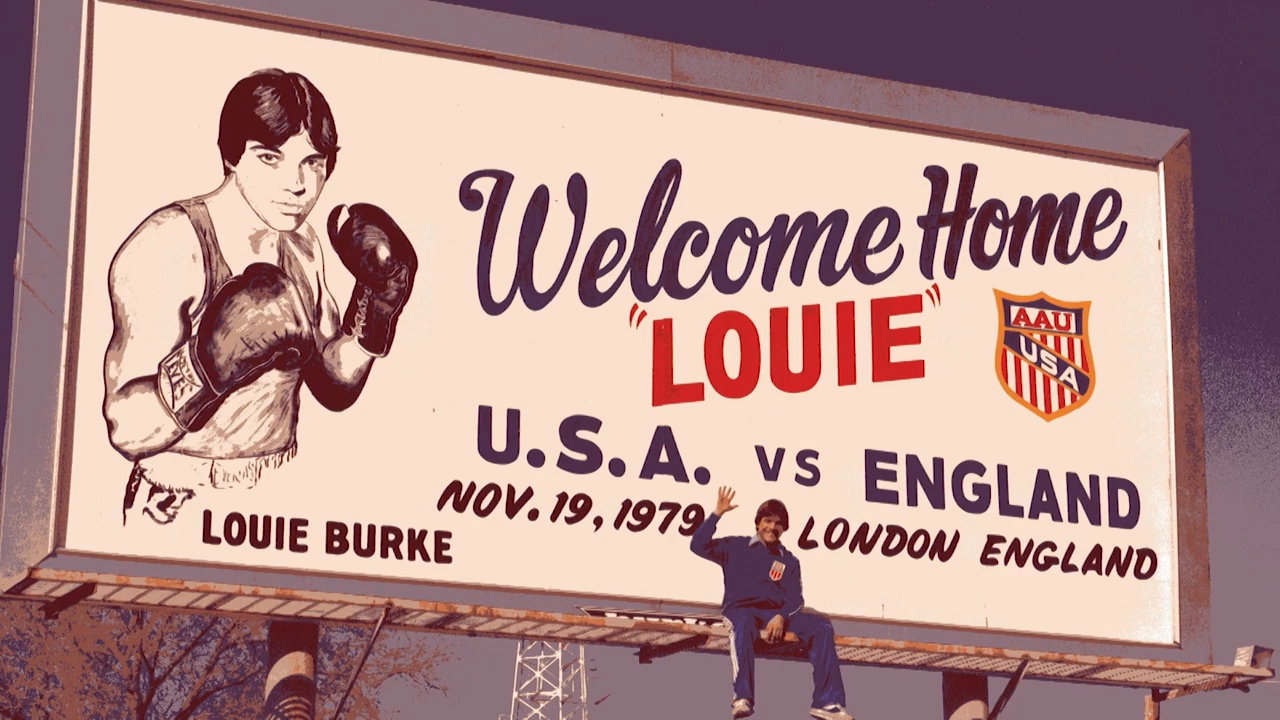 Welcome Home
"LOUIE"
AAU
USA
U.S.A. VS ENGLAND
NOV. 19, 1979 LONDON ENGLAND
LOUIE BURKE